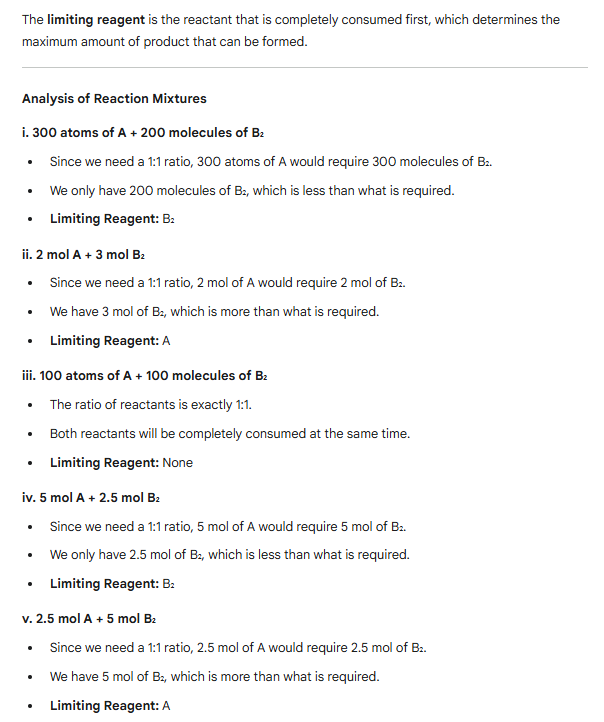 The limiting reagent is the reactant that is completely consumed first, which determines the
maximum amount of product that can be formed.
Analysis of Reaction Mixtures
i. 300 atoms of A + 200 molecules of B₂
• Since we need a 1:1 ratio, 300 atoms of A would require 300 molecules of B₂.
• We only have 200 molecules of B₂, which is less than what is required.
• Limiting Reagent: B₂
ii. 2 mol A + 3 mol B₂
• Since we need a 1:1 ratio, 2 mol of A would require 2 mol of B₂.
• We have 3 mol of B₂, which is more than what is required.
• Limiting Reagent: A
iii. 100 atoms of A + 100 molecules of B₂
• The ratio of reactants is exactly 1:1.
• Both reactants will be completely consumed at the same time.
• Limiting Reagent: None
iv. 5 mol A + 2.5 mol B₂
• Since we need a 1:1 ratio, 5 mol of A would require 5 mol of B₂.
• We only have 2.5 mol of B₂, which is less than what is required.
• Limiting Reagent: B₂
v. 2.5 mol A + 5 mol B₂
• Since we need a 1:1 ratio, 2.5 mol of A would require 2.5 mol of B₂.
• We have 5 mol of B₂, which is more than what is required.
• Limiting Reagent: A